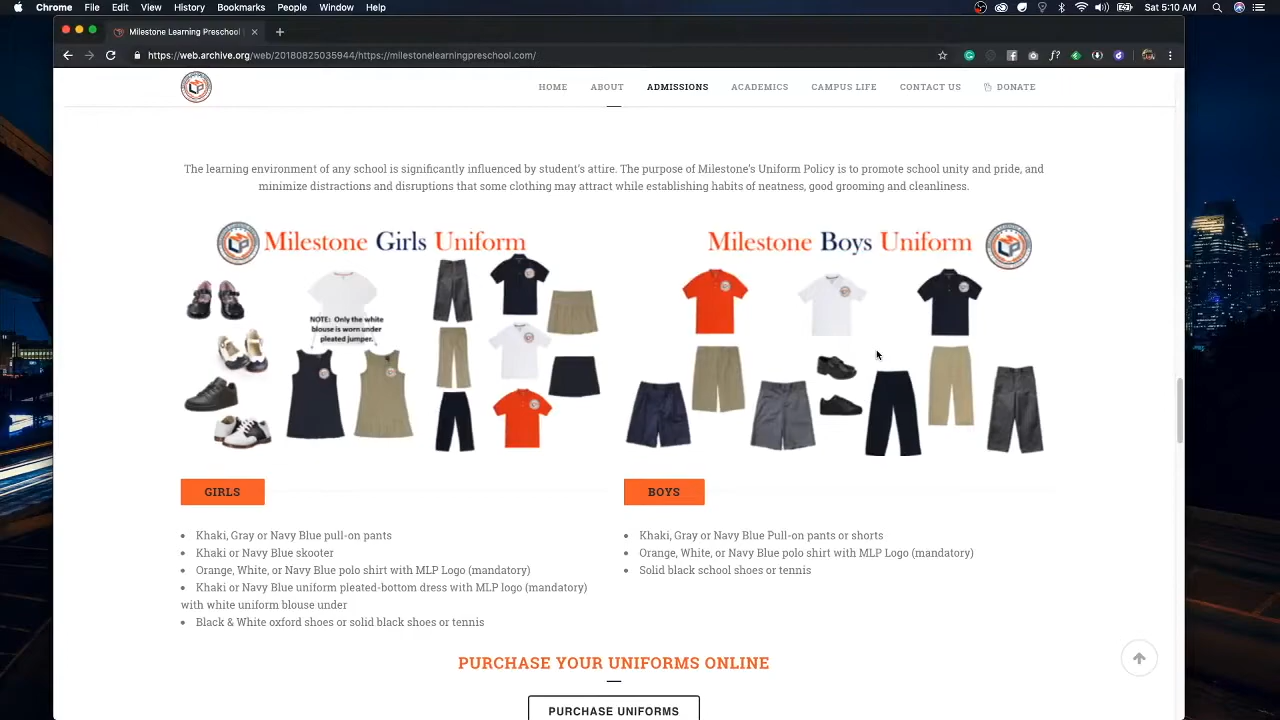 Chrome File Edit View History Bookmarks People Window Help
Sat 5:10 AM
Milestone Learning Preschool
https://web.archive.org/web/20180825035944/https://milestonelearningpreschool.com/
HOME ABOUT ADMISSIONS ACADEMICS CAMPUS LIFE CONTACT US DONATE
The learning environment of any school is significantly influenced by student's attire. The purpose of Milestone's Uniform Policy is to promote school unity and pride, and
minimize distractions and disruptions that some clothing may attract while establishing habits of neatness, good grooming and cleanliness.
Milestone Girls Uniform
NOTE: Only the white
blouse is worn under
pleated jumper.
Milestone Boys Uniform
GIRLS
Khaki, Gray or Navy Blue pull-on pants
Khaki or Navy Blue skooter
Orange, White, or Navy Blue polo shirt with MLP Logo (mandatory)
Khaki or Navy Blue uniform pleated-bottom dress with MLP logo (mandatory)
with white uniform blouse under
Black & White oxford shoes or solid black shoes or tennis
BOYS
Khaki, Gray or Navy Blue Pull-on pants or shorts
Orange, White, or Navy Blue polo shirt with MLP Logo (mandatory)
Solid black school shoes or tennis
PURCHASE YOUR UNIFORMS ONLINE
PURCHASE UNIFORMS